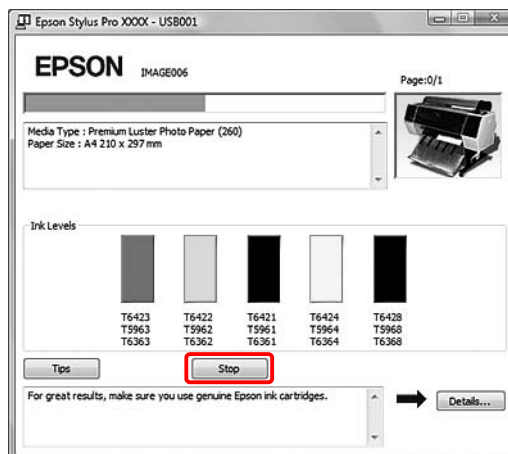 Epson Stylus Pro XXXX - USB001
EPSON IMAGE006
Page:0/1
Media Type : Premium Luster Photo Paper (260)
Paper Size : A4 210 x 297 mm
Ink Levels
T6423 T6422 T6421 T6424 T6428
T5963 T5962 T5961 T5964 T5968
T6363 T6362 T6361 T6364 T6368
Tips Stop
For great results, make sure you use genuine Epson ink cartridges.
Details...